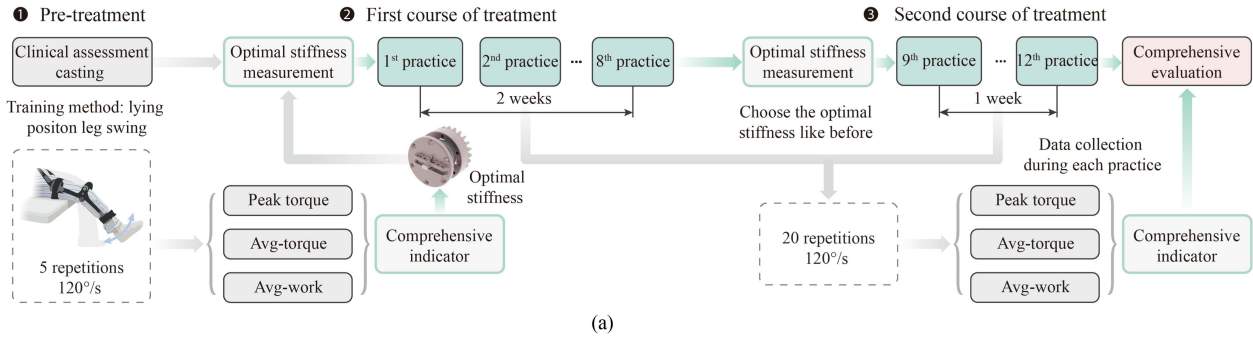 ❶ Pre-treatment
❷ First course of treatment
❸ Second course of treatment
Clinical assessment
casting
Optimal stiffness
measurement
1st practice
2nd practice
...
8th practice
Optimal stiffness
measurement
9th practice
...
12th practice
Comprehensive
evaluation
2 weeks
1 week
Training method: lying
positon leg swing
Choose the optimal
stiffness like before
Data collection
during each practice
Optimal
stiffness
5 repetitions
120°/s
Peak torque
Avg-torque
Avg-work
Comprehensive
indicator
20 repetitions
120°/s
Peak torque
Avg-torque
Avg-work
Comprehensive
indicator
(a)